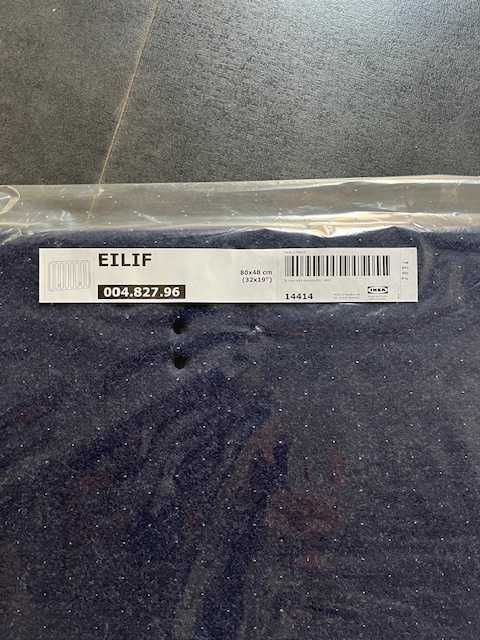 EILIF
004.827.96
80x48 cm
(32x19")
14414
IKEA